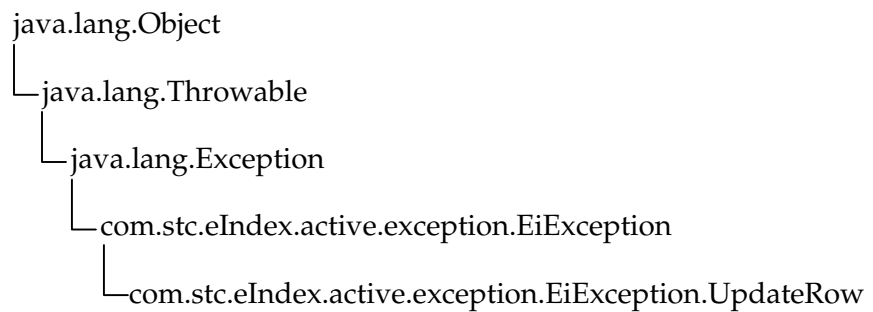 java.lang.Object
java.lang.Throwable
java.lang.Exception
com.stc.eIndex.active.exception.EiException
com.stc.eIndex.active.exception.EiException.UpdateRow